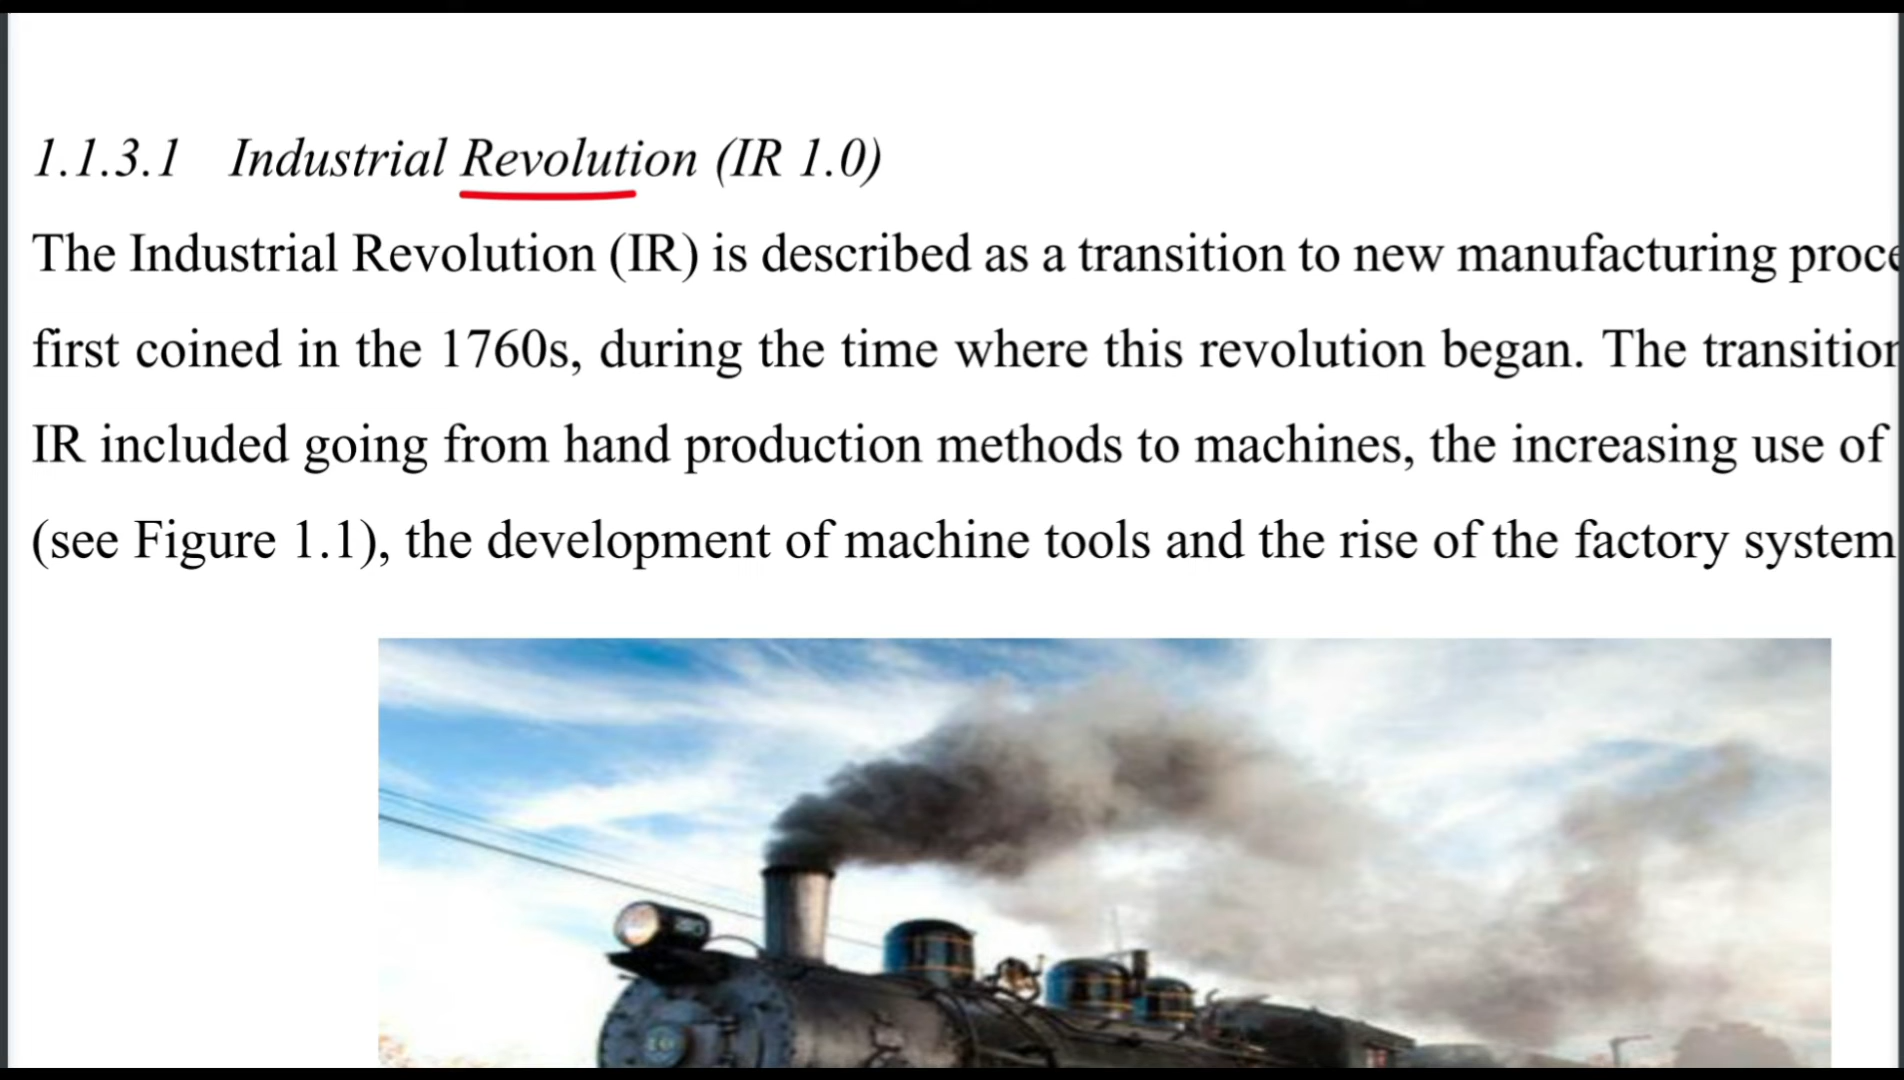 1.1.3.1 Industrial Revolution (IR 1.0)
The Industrial Revolution (IR) is described as a transition to new manufacturing
first coined in the 1760s, during the time where this revolution began. The
IR included going from hand production methods to machines, the increasing use of
(see Figure 1.1), the development of machine tools and the rise of the factory system